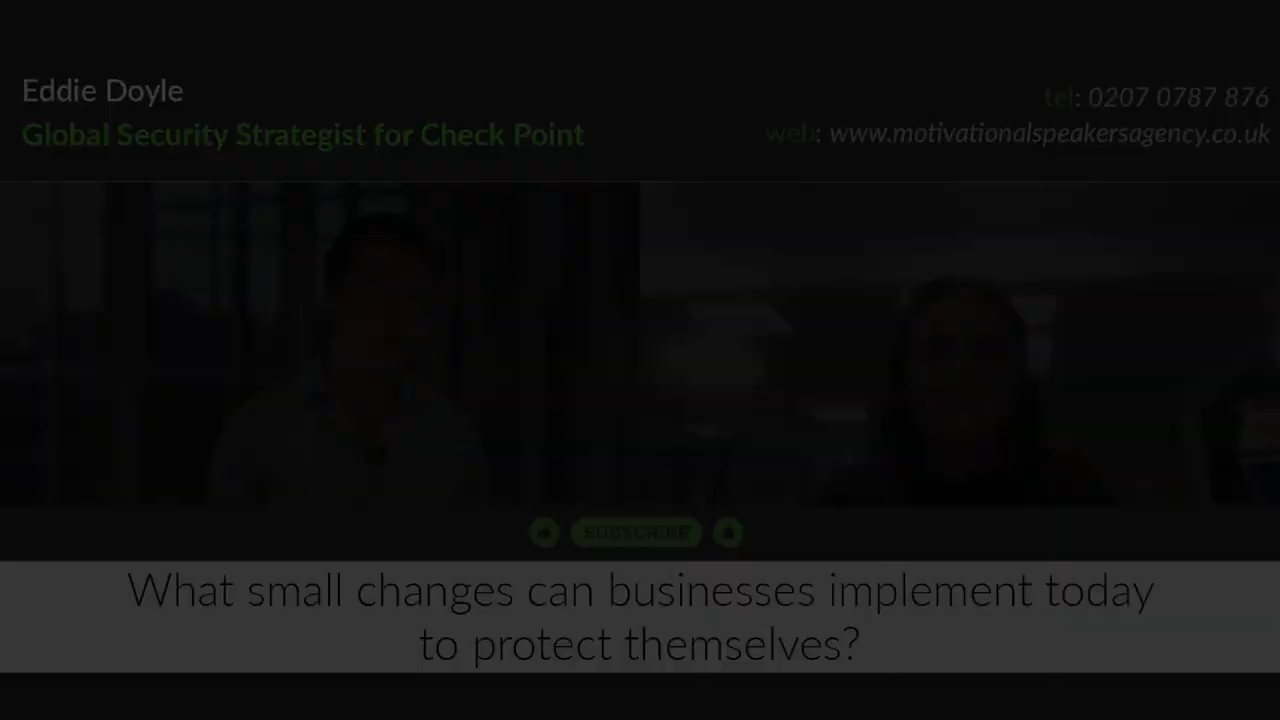 Eddie Doyle
Global Security Strategist for Check Point
tel: 0207 0787 876
web: www.motivationalspeakersagency.co.uk
SUBSCRIBE
What small changes can businesses implement today
to protect themselves?